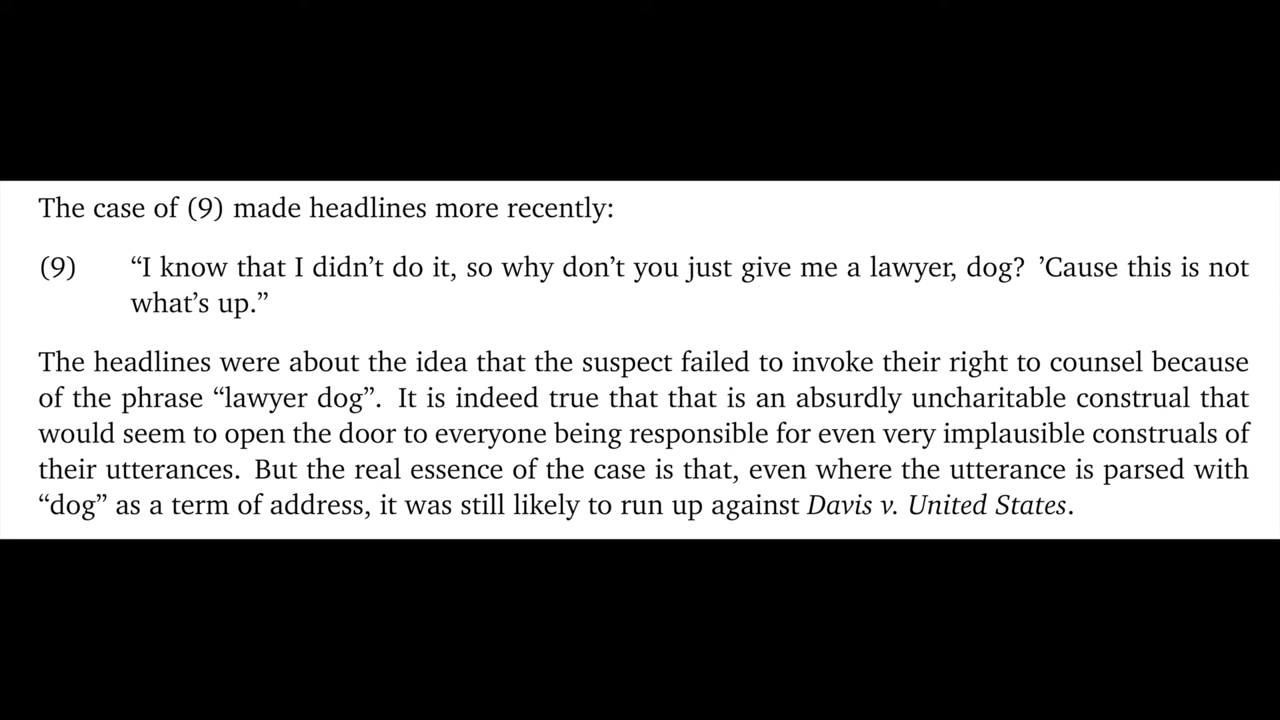 The case of (9) made headlines more recently:
(9) “I know that I didn’t do it, so why don’t you just give me a lawyer, dog? ’Cause this is not
what’s up.”
The headlines were about the idea that the suspect failed to invoke their right to counsel because
of the phrase “lawyer dog”. It is indeed true that that is an absurdly uncharitable construal that
would seem to open the door to everyone being responsible for even very implausible construals of
their utterances. But the real essence of the case is that, even where the utterance is parsed with
“dog” as a term of address, it was still likely to run up against Davis v. United States.